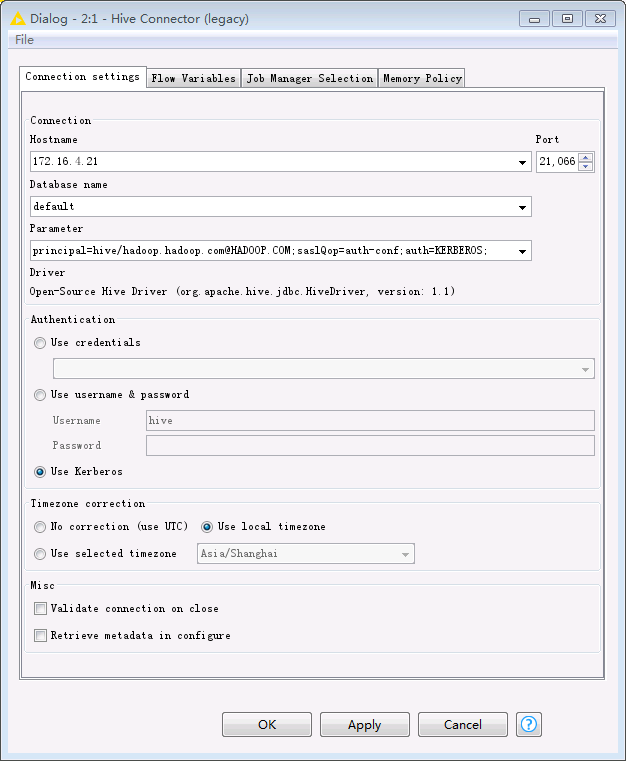 Dialog - 2:1 - Hive Connector (legacy)
File
Connection settings Flow Variables Job Manager Selection Memory Policy
Connection
Hostname Port
172.16.4.21 21,066
Database name
default
Parameter
principal=hive/hadoop.hadoop.com@HADOOP.COM;saslQop=auth-conf;auth=KERBEROS;
Driver
Open-Source Hive Driver (org.apache.hive.jdbc.HiveDriver, version: 1.1)
Authentication
Use credentials
Use username & password
Username hive
Password
Use Kerberos
Timezone correction
No correction (use UTC) Use local timezone
Use selected timezone Asia/Shanghai
Misc
Validate connection on close
Retrieve metadata in configure
OK Apply Cancel ?